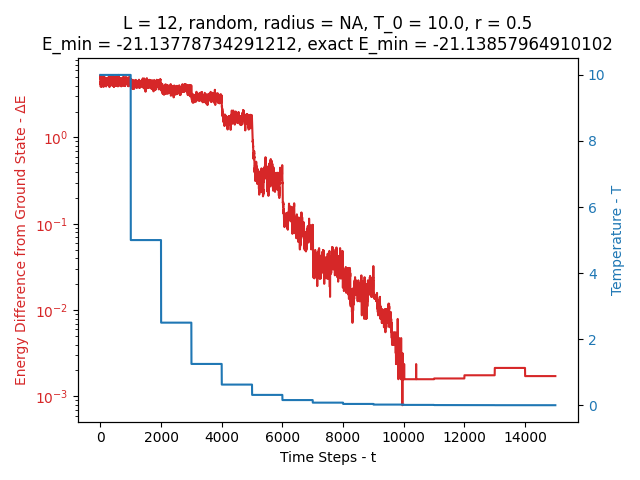 L = 12, random, radius = NA, T_0 = 10.0, r = 0.5
E_min = -21.13778734291212, exact E_min = -21.13857964910102
Energy Difference from Ground State - ΔE
10⁰
10⁻¹
10⁻²
10⁻³
10
8
6
4
2
0
Temperature - T
0 2000 4000 6000 8000 10000 12000 14000
Time Steps - t